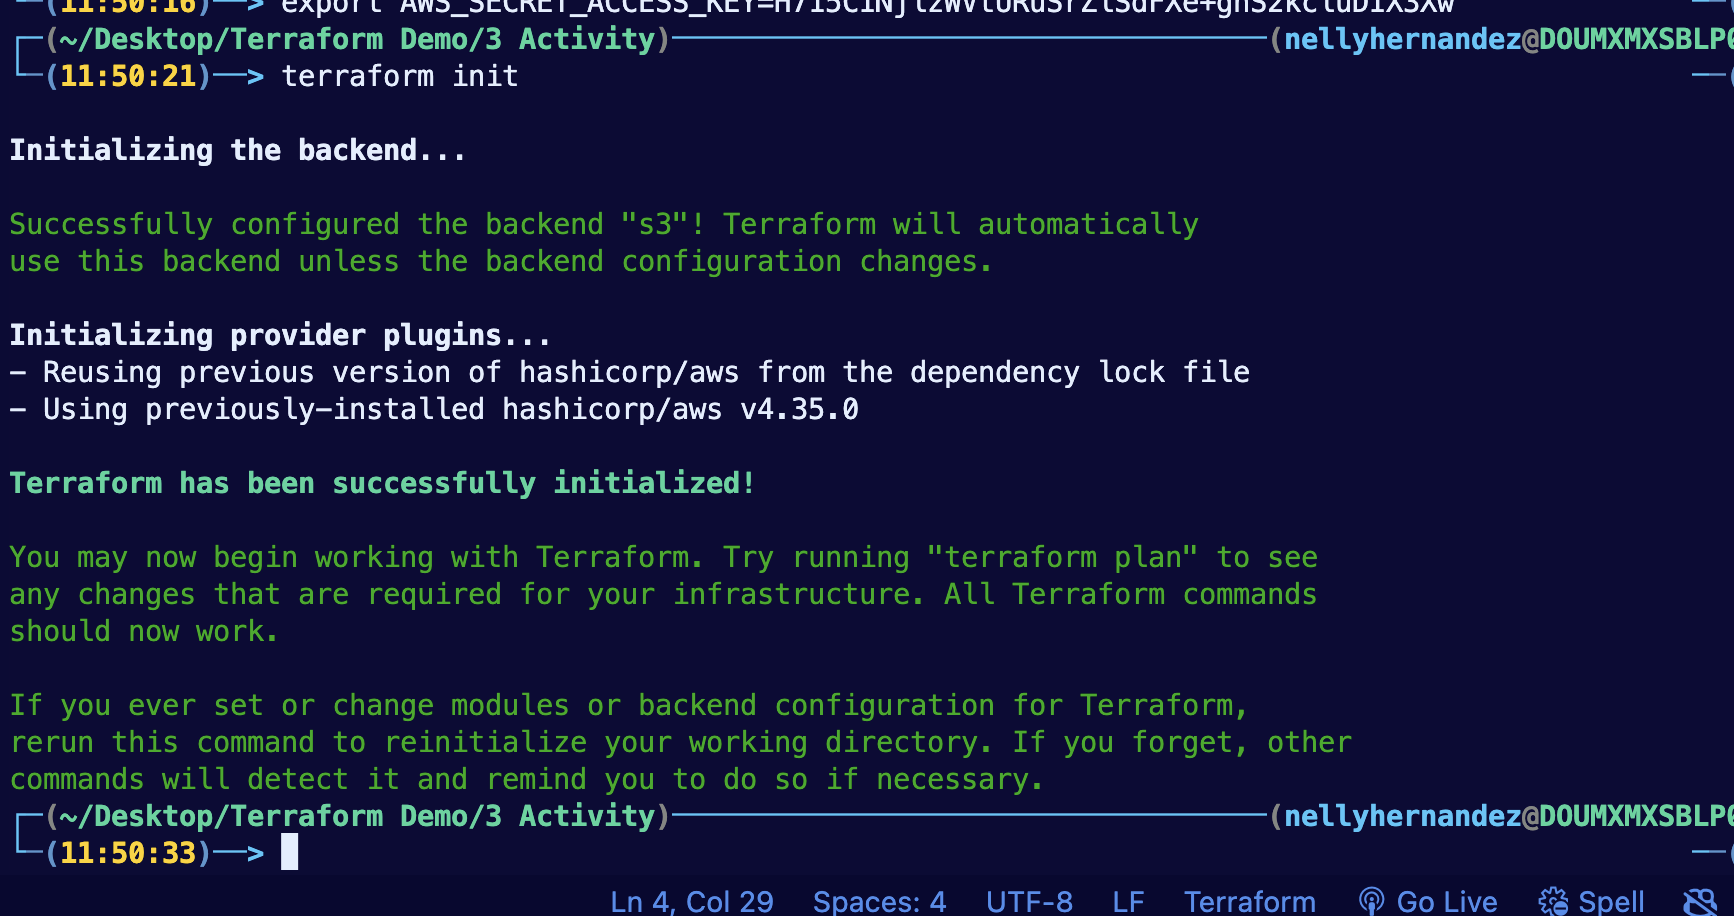 (11:50:16)——> export AWS_SECRET_ACCESS_KEY=
(~/Desktop/Terraform Demo/3 Activity) (nellyhernandez@DOUMXMXSBLP
(11:50:21)——> terraform init
Initializing the backend...
Successfully configured the backend "s3"! Terraform will automatically
use this backend unless the backend configuration changes.
Initializing provider plugins...
- Reusing previous version of hashicorp/aws from the dependency lock file
- Using previously-installed hashicorp/aws v4.35.0
Terraform has been successfully initialized!
You may now begin working with Terraform. Try running "terraform plan" to see
any changes that are required for your infrastructure. All Terraform commands
should now work.
If you ever set or change modules or backend configuration for Terraform,
rerun this command to reinitialize your working directory. If you forget, other
commands will detect it and remind you to do so if necessary.
(~/Desktop/Terraform Demo/3 Activity) (nellyhernandez@DOUMXMXSBLP
(11:50:33)——>
Ln 4, Col 29 Spaces: 4 UTF-8 LF Terraform Go Live Spell